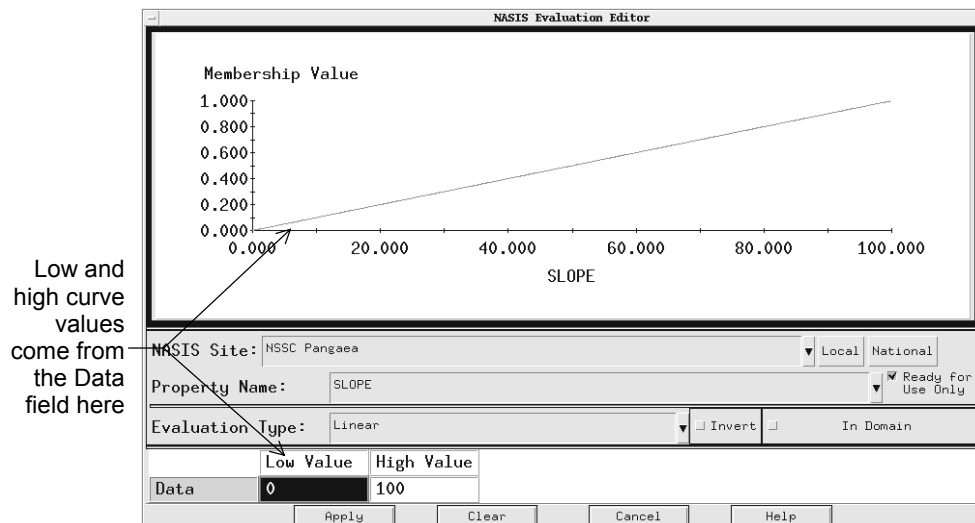 NASIS Evaluation Editor
Membership Value
1.000
0.800
0.600
0.400
0.200
0.000
0.000 20.000 40.000 60.000 80.000 100.000
SLOPE
Low and
high curve
values
come from
the Data
field here
NASIS Site: NSSC Pangaea Local National
Property Name: SLOPE Ready for
Use Only
Evaluation Type: Linear Invert In Domain
Low Value High Value
Data 0 100
Apply Clear Cancel Help